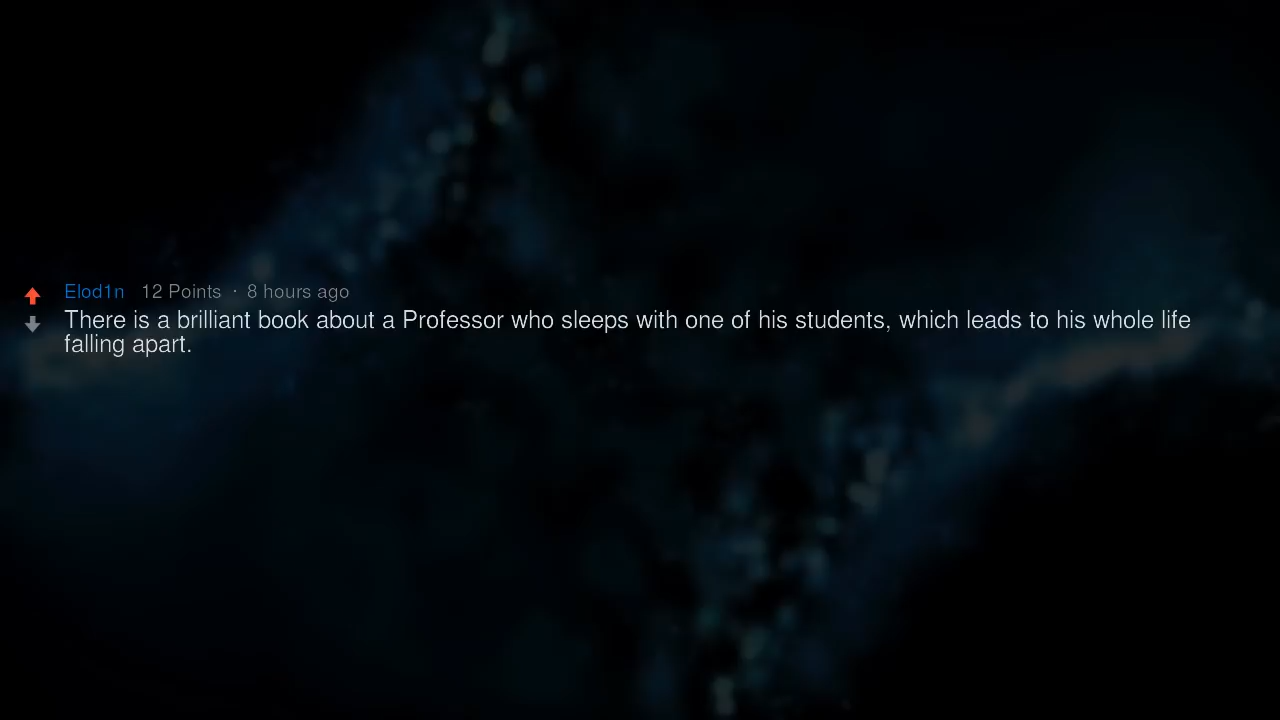 Elod1n 12 Points · 8 hours ago
There is a brilliant book about a Professor who sleeps with one of his students, which leads to his whole life
falling apart.